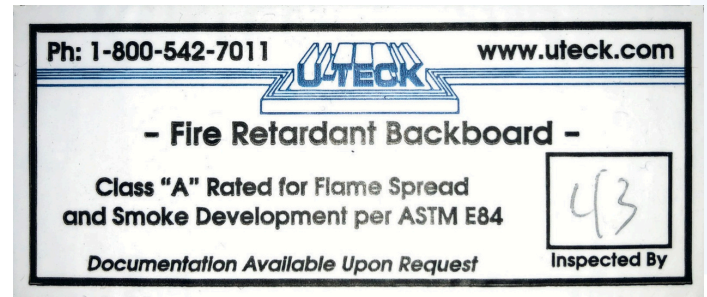 Ph: 1-800-542-7011
U-TECK
www.uteck.com
- Fire Retardant Backboard -
Class "A" Rated for Flame Spread
and Smoke Development per ASTM E84
Documentation Available Upon Request
43
Inspected By